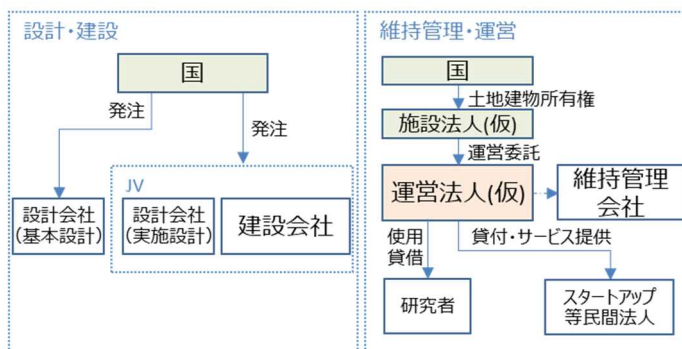 設計・建設
国
発注
発注
JV
設計会社
(基本設計)
設計会社
(実施設計)
建設会社
維持管理・運営
国
土地建物所有権
施設法人(仮)
運営委託
運営法人(仮)
維持管理
会社
使用
貸借
貸付・サービス提供
研究者
スタートアップ
等民間法人